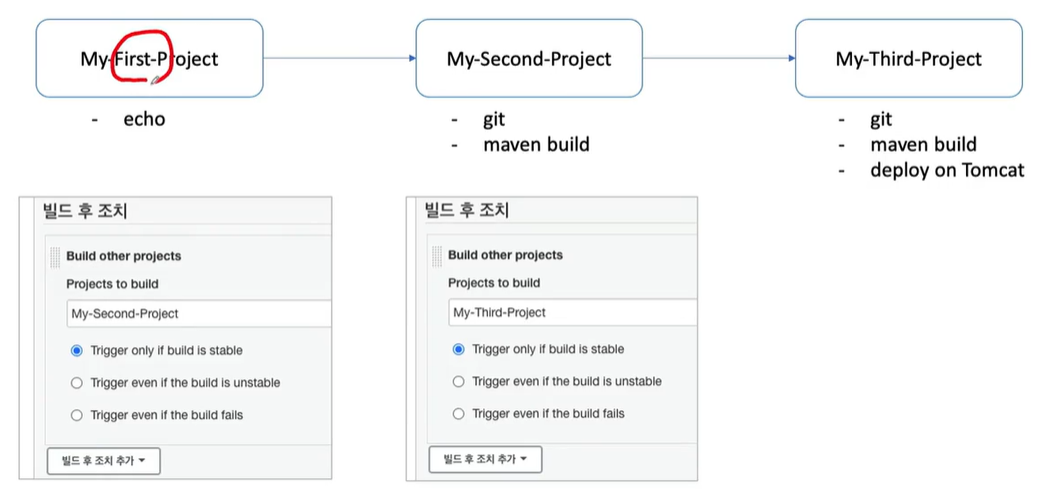 My-First-Project
My-Second-Project
My-Third-Project
- echo
- git
- maven build
- git
- maven build
- deploy on Tomcat
빌드 후 조치
Build other projects
Projects to build
My-Second-Project
Trigger only if build is stable
Trigger even if the build is unstable
Trigger even if the build fails
빌드 후 조치 추가
빌드 후 조치
Build other projects
Projects to build
My-Third-Project
Trigger only if build is stable
Trigger even if the build is unstable
Trigger even if the build fails
빌드 후 조치 추가